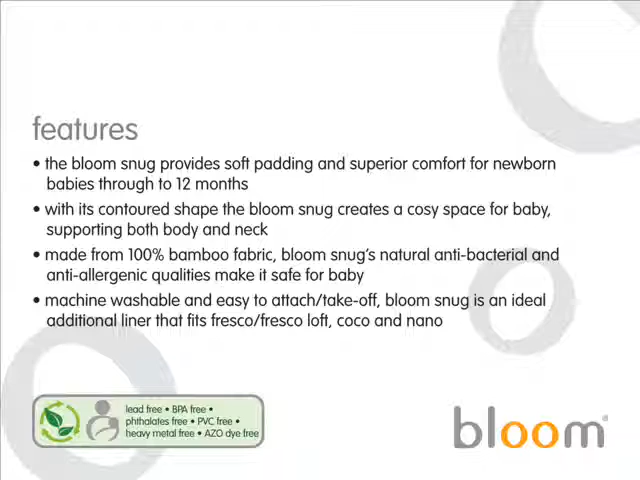 features
• the bloom snug provides soft padding and superior comfort for newborn
babies through to 12 months
• with its contoured shape the bloom snug creates a cosy space for baby,
supporting both body and neck
• made from 100% bamboo fabric, bloom snug's natural anti-bacterial and
anti-allergenic qualities make it safe for baby
• machine washable and easy to attach/take-off, bloom snug is an ideal
additional liner that fits fresco/fresco loft, coco and nano
lead free • BPA free •
phthalates free • PVC free •
heavy metal free • AZO dye free
bloom®